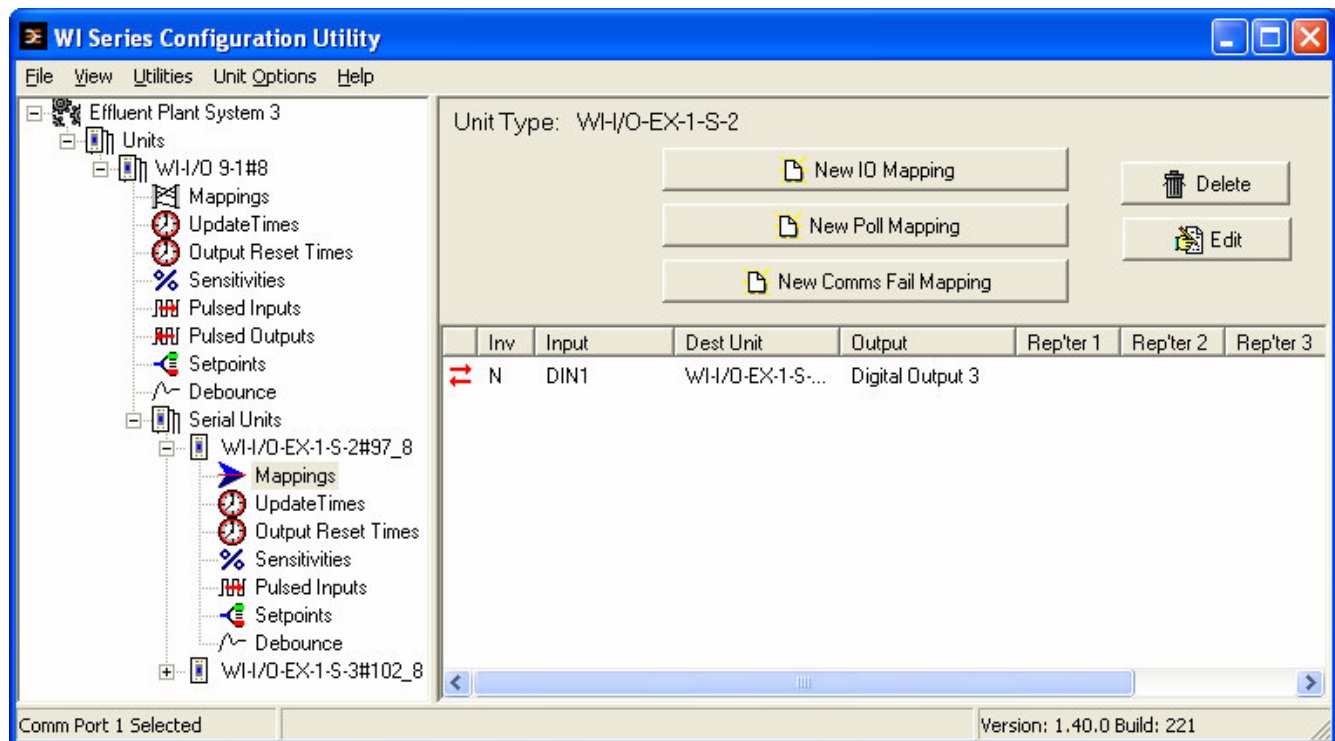 WI Series Configuration Utility
File View Utilities Unit Options Help
Effluent Plant System 3
Units
WI-I/O 9-1#8
Mappings
UpdateTimes
Output Reset Times
Sensitivities
Pulsed Inputs
Pulsed Outputs
Setpoints
Debounce
Serial Units
WI-I/O-EX-1-S-2#97_8
Mappings
UpdateTimes
Output Reset Times
Sensitivities
Pulsed Inputs
Setpoints
Debounce
WI-I/O-EX-1-S-3#102_8
Unit Type: WI-I/O-EX-1-S-2
New IO Mapping
New Poll Mapping
New Comms Fail Mapping
Delete
Edit
Inv Input Dest Unit Output Rep'ter 1 Rep'ter 2 Rep'ter 3
N DIN1 WI-I/O-EX-1-S-... Digital Output 3
Comm Port 1 Selected
Version: 1.40.0 Build: 221